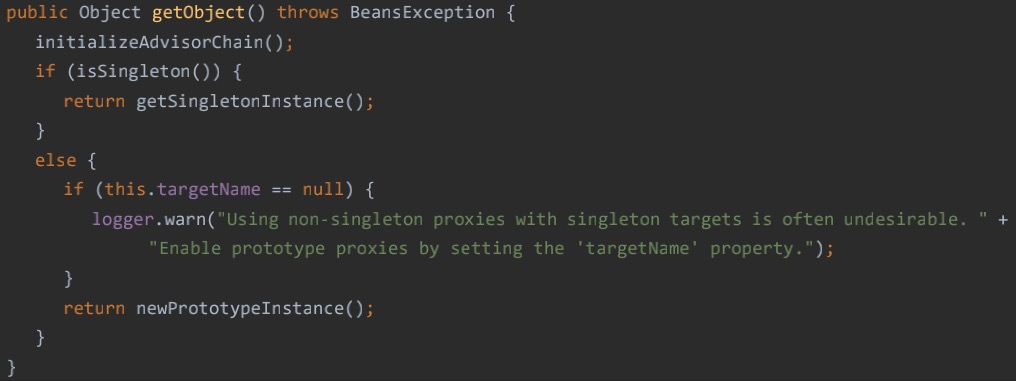 public Object getObject() throws BeansException {
initializeAdvisorChain();
if (isSingleton()) {
return getSingletonInstance();
}
else {
if (this.targetName == null) {
logger.warn("Using non-singleton proxies with singleton targets is often undesirable. " +
"Enable prototype proxies by setting the 'targetName' property.");
}
return newPrototypeInstance();
}
}